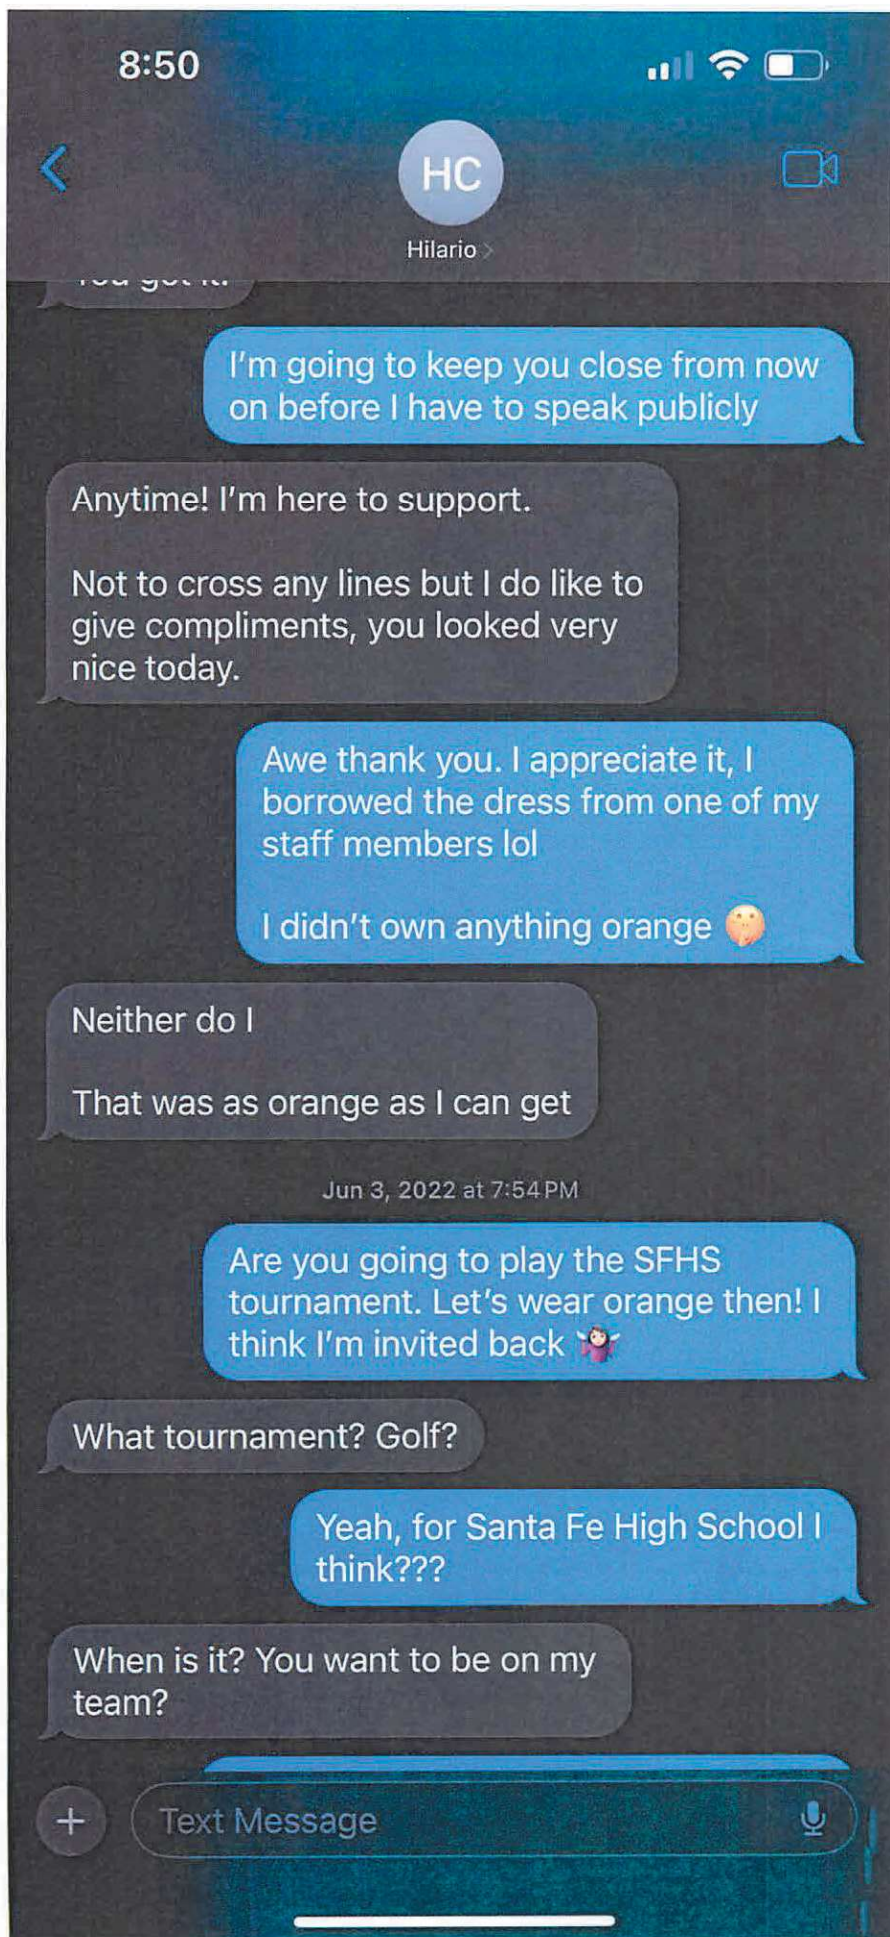 8:50
HC
Hilario
You got it.
I'm going to keep you close from now
on before I have to speak publicly
Anytime! I'm here to support.
Not to cross any lines but I do like to
give compliments, you looked very
nice today.
Awe thank you. I appreciate it, I
borrowed the dress from one of my
staff members lol
I didn't own anything orange 🤫
Neither do I
That was as orange as I can get
Jun 3, 2022 at 7:54 PM
Are you going to play the SFHS
tournament. Let's wear orange then! I
think I'm invited back 🤷🏻‍♀️
What tournament? Golf?
Yeah, for Santa Fe High School I
think???
When is it? You want to be on my
team?
Text Message